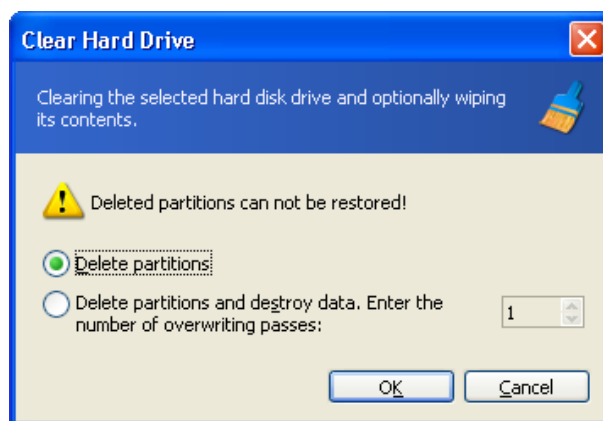 Clear Hard Drive
Clearing the selected hard disk drive and optionally wiping
its contents.
Deleted partitions can not be restored!
Delete partitions
Delete partitions and destroy data. Enter the
number of overwriting passes:
1
OK
Cancel